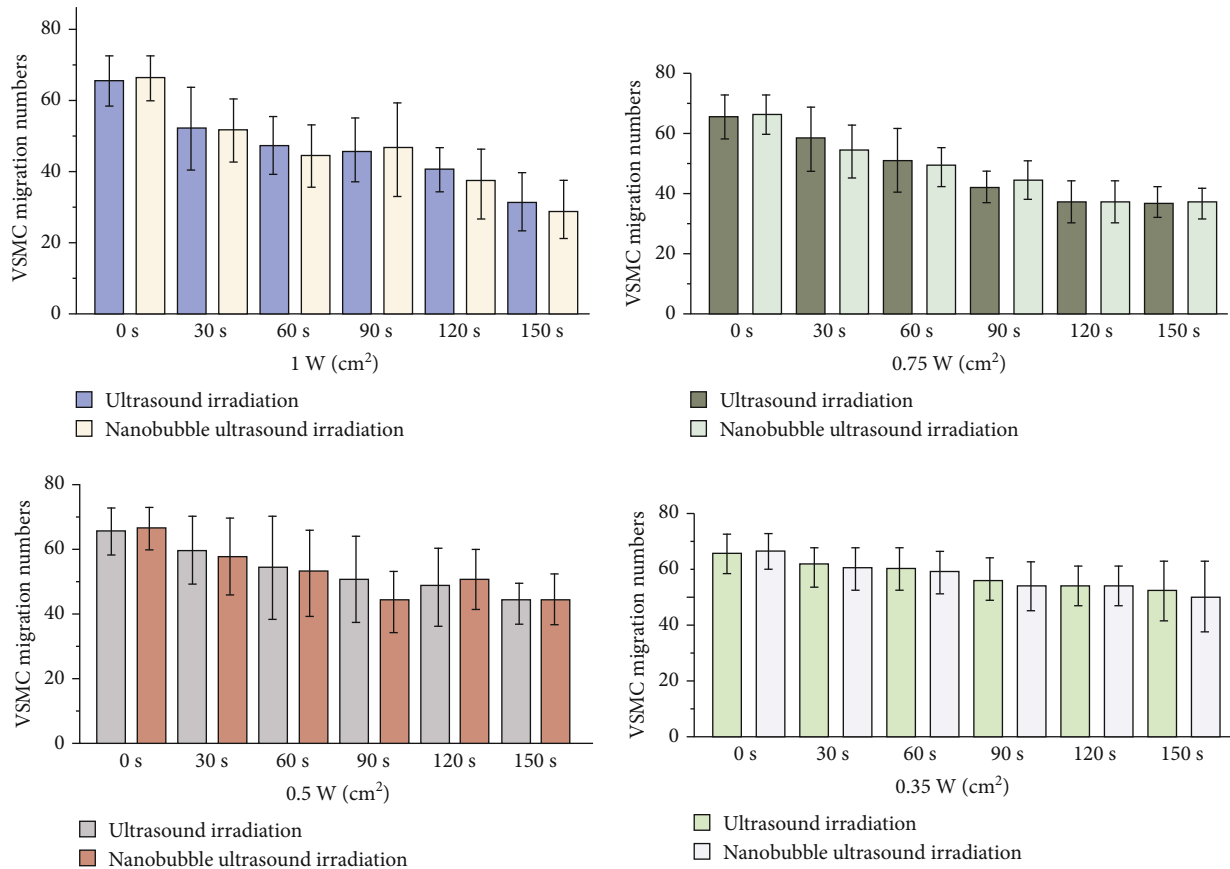 VSMC migration numbers
80
60
40
20
0
0 s 30 s 60 s 90 s 120 s 150 s
1 W (cm²)
Ultrasound irradiation
Nanobubble ultrasound irradiation
VSMC migration numbers
80
60
40
20
0
0 s 30 s 60 s 90 s 120 s 150 s
0.75 W (cm²)
Ultrasound irradiation
Nanobubble ultrasound irradiation
VSMC migration numbers
80
60
40
20
0
0 s 30 s 60 s 90 s 120 s 150 s
0.5 W (cm²)
Ultrasound irradiation
Nanobubble ultrasound irradiation
VSMC migration numbers
80
60
40
20
0
0 s 30 s 60 s 90 s 120 s 150 s
0.35 W (cm²)
Ultrasound irradiation
Nanobubble ultrasound irradiation